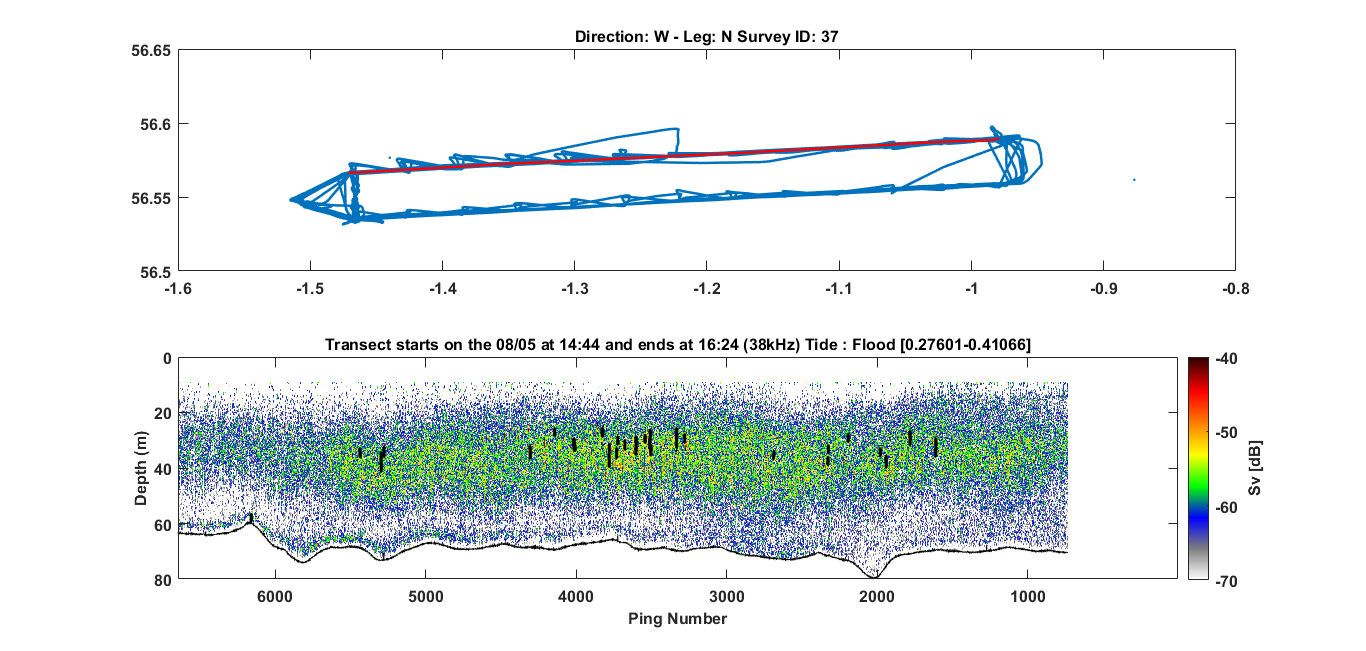 Direction: W - Leg: N Survey ID: 37
56.65
56.6
56.55
56.5
-1.6 -1.5 -1.4 -1.3 -1.2 -1.1 -1 -0.9 -0.8
Transect starts on the 08/05 at 14:44 and ends at 16:24 (38kHz) Tide : Flood [0.27601-0.41066]
0
20
40
60
80
Depth (m)
6000 5000 4000 3000 2000 1000
Ping Number
-40
-50
-60
-70
Sv [dB]